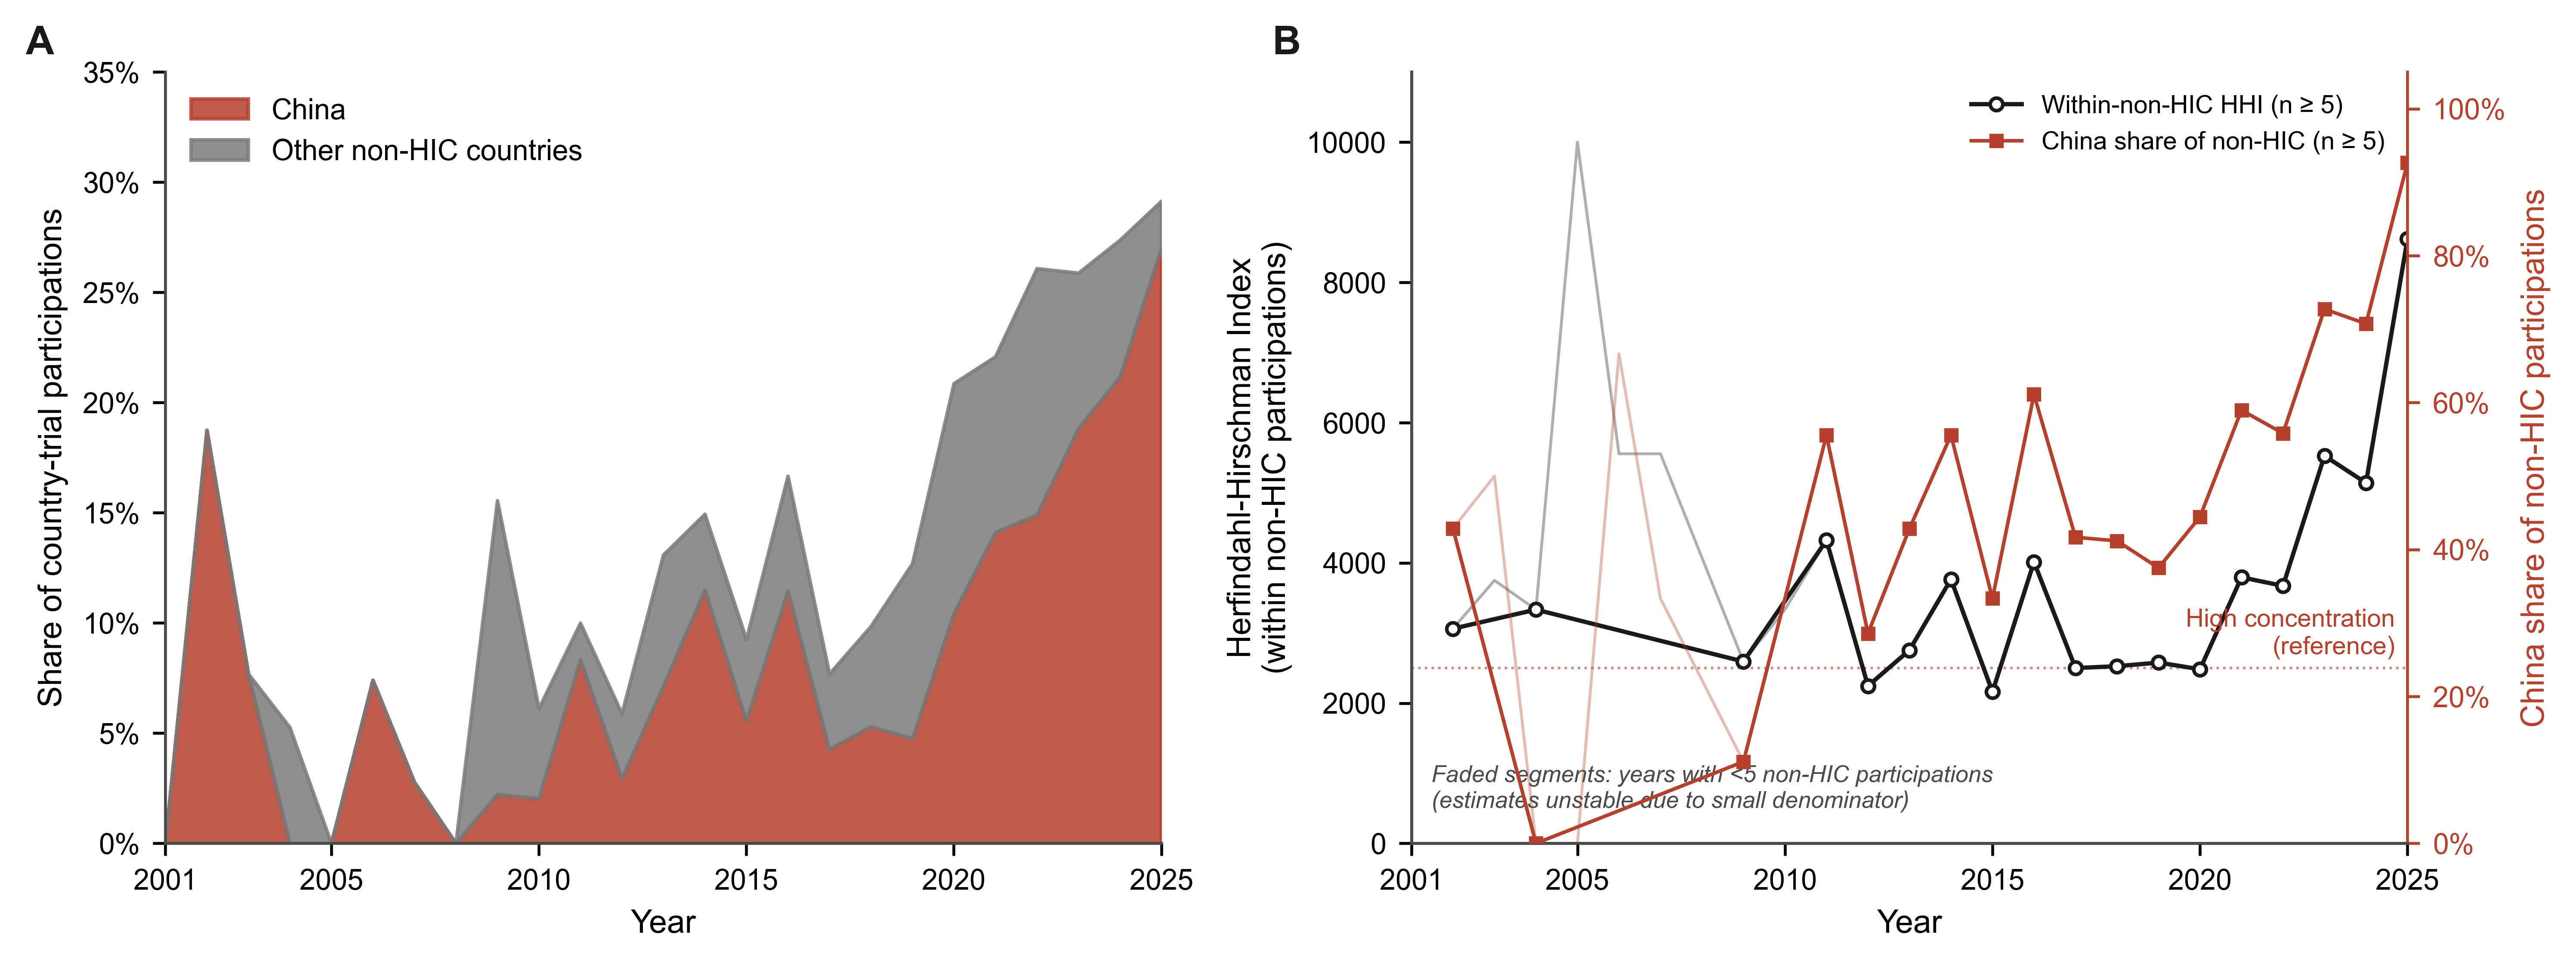 A
35%
30%
25%
20%
15%
10%
5%
0%
Share of country-trial participations
China
Other non-HIC countries
2001
2005
2010
2015
2020
2025
Year
B
10000
8000
6000
4000
2000
0
Herfindahl-Hirschman Index
(within non-HIC participations)
Within-non-HIC HHI (n ≥ 5)
China share of non-HIC (n ≥ 5)
High concentration
(reference)
Faded segments: years with <5 non-HIC participations
(estimates unstable due to small denominator)
100%
80%
60%
40%
20%
0%
China share of non-HIC participations
2001
2005
2010
2015
2020
2025
Year